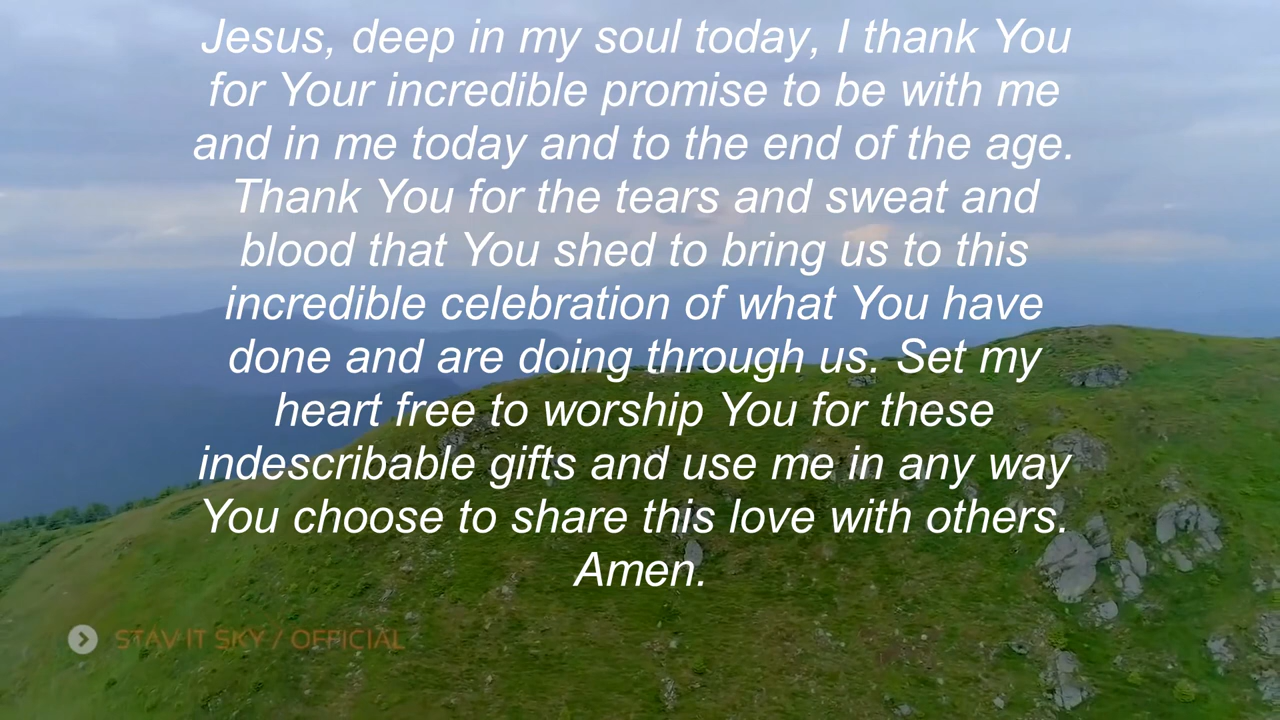 Jesus, deep in my soul today, I thank You
for Your incredible promise to be with me
and in me today and to the end of the age.
Thank You for the tears and sweat and
blood that You shed to bring us to this
incredible celebration of what You have
done and are doing through us. Set my
heart free to worship You for these
indescribable gifts and use me in any way
You choose to share this love with others.
Amen.
STAV IT SKY / OFFICIAL